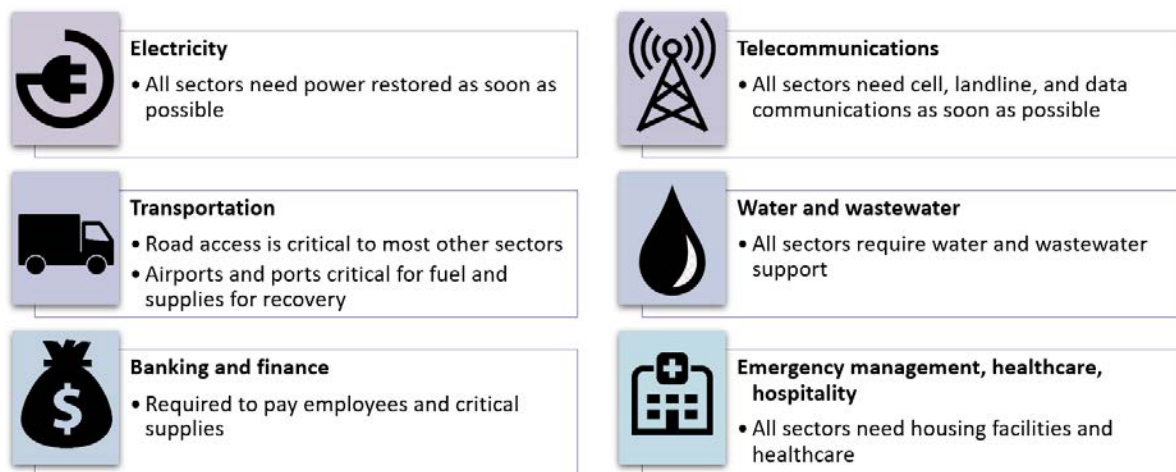 Electricity
• All sectors need power restored as soon as
possible
Telecommunications
• All sectors need cell, landline, and data
communications as soon as possible
Transportation
• Road access is critical to most other sectors
• Airports and ports critical for fuel and
supplies for recovery
Water and wastewater
• All sectors require water and wastewater
support
$
Banking and finance
• Required to pay employees and critical
supplies
Emergency management, healthcare,
hospitality
• All sectors need housing facilities and
healthcare